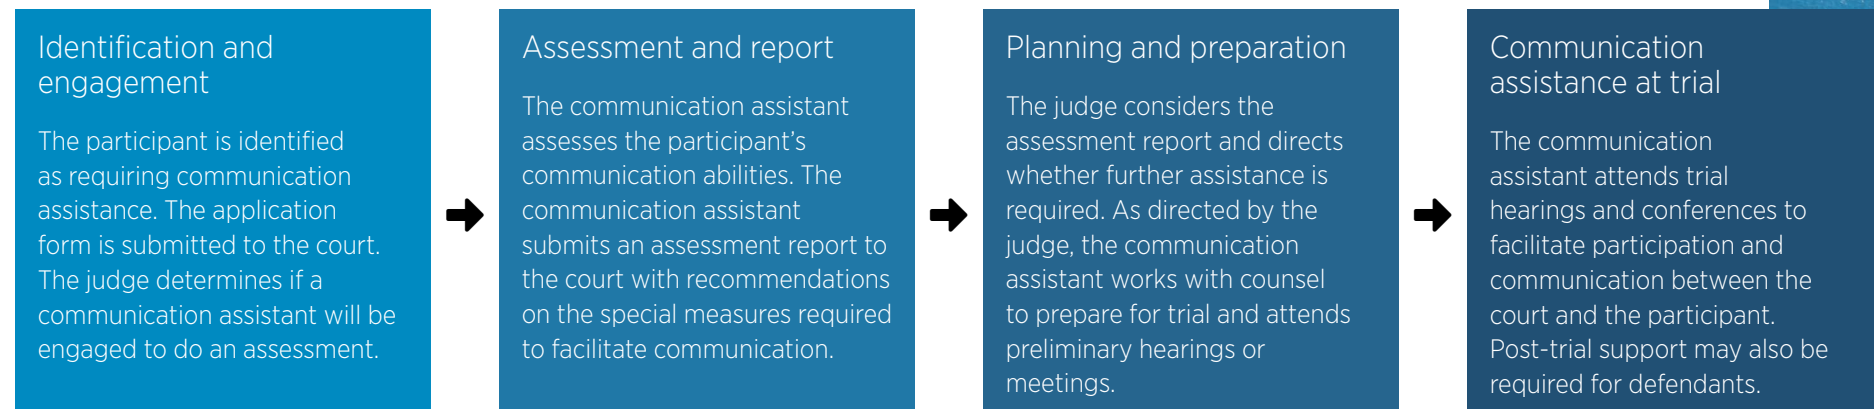 Identification and
engagement
The participant is identified
as requiring communication
assistance. The application
form is submitted to the court.
The judge determines if a
communication assistant will be
engaged to do an assessment.
Assessment and report
The communication assistant
assesses the participant’s
communication abilities. The
communication assistant
submits an assessment report to
the court with recommendations
on the special measures required
to facilitate communication.
Planning and preparation
The judge considers the
assessment report and directs
whether further assistance is
required. As directed by the
judge, the communication
assistant works with counsel
to prepare for trial and attends
preliminary hearings or
meetings.
Communication
assistance at trial
The communication
assistant attends trial
hearings and conferences to
facilitate participation and
communication between the
court and the participant.
Post-trial support may also be
required for defendants.